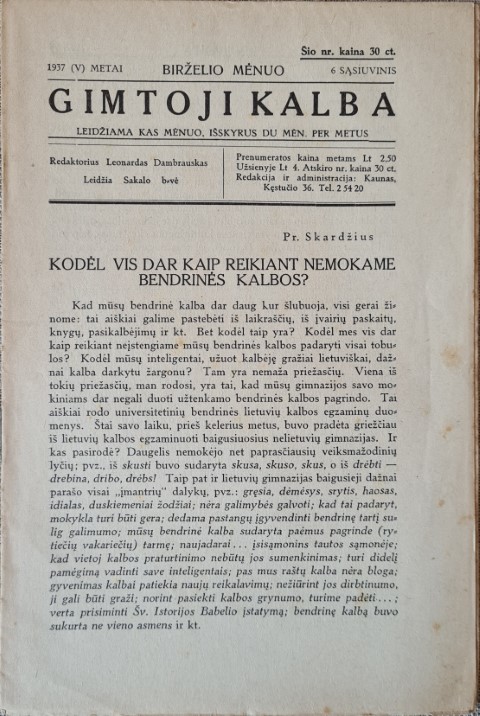 Šio nr. kaina 30 ct.
1937 (V) METAI BIRŽELIO MĖNUO 6 SĄSIUVINIS
GIMTOJI KALBA
LEIDŽIAMA KAS MĖNUO, IŠSKYRUS DU MĖN. PER METUS
Redaktorius Leonardas Dambrauskas
Leidžia Sakalo b-vė
Prenumeratos kaina metams Lt 2,50
Užsienyje Lt 4. Atskiro nr. kaina 30 ct.
Redakcija ir administracija: Kaunas,
Kęstučio 36. Tel. 2 54 20
Pr. Skardžius
KODĖL VIS DAR KAIP REIKIANT NEMOKAME
BENDRINĖS KALBOS?
Kad mūsų bendrinė kalba dar daug kur šlubuoja, visi gerai ži-
nome: tai aiškiai galime pastebėti iš laikraščių, iš įvairių paskaitų,
knygų, pasikalbėjimų ir kt. Bet kodėl taip yra? Kodėl mes vis dar
kaip reikiant neįstengiame mūsų bendrinės kalbos padaryti visai tobu-
los? Kodėl mūsų inteligentai, užuot kalbėję gražiai lietuviškai, daž-
nai kalba darkytu žargonu? Tam yra nemaža priežasčių. Viena iš
tokių priežasčių, man rodosi, yra tai, kad mūsų gimnazijos savo mo-
kiniams dar negali duoti užtenkamo bendrinės kalbos pagrindo. Tai
aiškiai rodo universitetinių bendrinės lietuvių kalbos egzaminų duo-
menys. Štai savo laiku, prieš kelerius metus, buvo pradėta griežčiau
iš lietuvių kalbos egzaminuoti baigusiuosius nelietuvių gimnazijas. Ir
kas pasirodė? Daugelis nemokėjo net paprasčiausių veiksmažodinių
lyčių; pvz., iš skusti buvo sudaryta skusa, skuso, skus, o iš drėbti —
drebina, dribo, drėbs! Taip pat ir lietuvių gimnazijas baigusieji dažnai
parašo visai „įmantrių" dalykų, pvz.: gręsia, dėmėsys, srytis, haosas,
idialas, duskiemeniai žodžiai; nėra galimybės galvoti; kad tai padaryt,
mokykla turi būti gera; dedama pastangų įgyvendinti bendrinę tartį su-
lig galimumo; mūsų bendrinė kalba sudaryta paėmus pagrinde (ry-
tiečių vakariečių) tarmę; naujadarai... įsisąmonins tautos sąmonėje;
kad vietoj kalbos praturtinimo nebūtų jos sumenkinimas; turi didelį
pamėgimą vadinti save inteligentais; pas mus raštų kalba nėra bloga;
gyvenimas kalbai patiekia naujų reikalavimų; nežiūrint jos dirbtinumo,
ji gali būti graži; norint pasiekti kalbos grynumo, turime padėti...;
verta prisiminti Šv. Istorijos Babelio įstatymą; bendrinę kalbą buvo
sukurta ne vieno asmens ir kt.